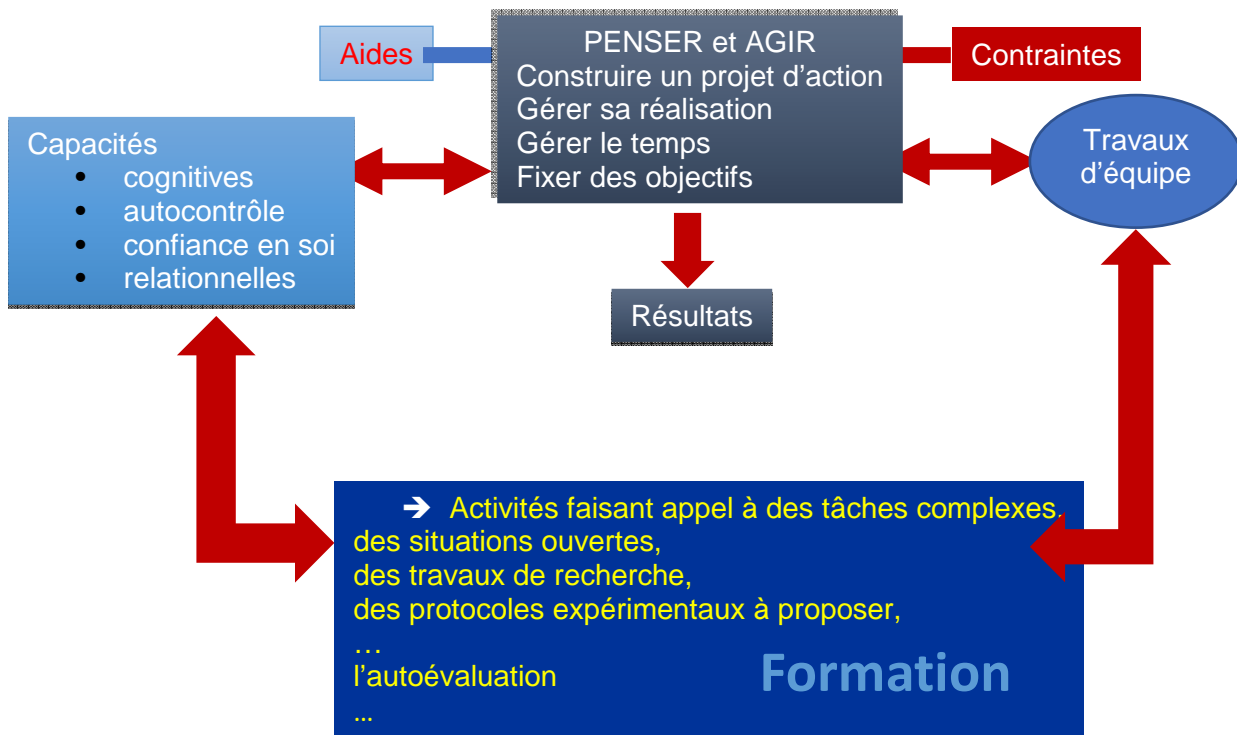 Aides
PENSER et AGIR
Construire un projet d'action
Gérer sa réalisation
Gérer le temps
Fixer des objectifs
Contraintes
Capacités
• cognitives
• autocontrôle
• confiance en soi
• relationnelles
Travaux
d'équipe
Résultats
➔ Activités faisant appel à des tâches complexes,
des situations ouvertes,
des travaux de recherche,
des protocoles expérimentaux à proposer,
…
l'autoévaluation
...
Formation